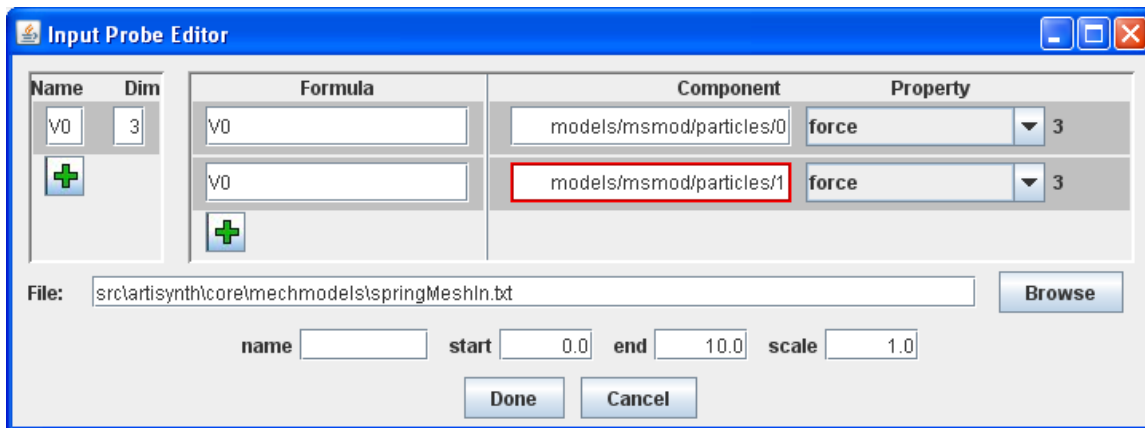 Input Probe Editor
Name Dim Formula Component Property
V0 3 V0 models/msmod/particles/0 force 3
V0 models/msmod/particles/1 force 3
File: src\artisynth\core\mechmodels\springMeshIn.txt Browse
name start 0.0 end 10.0 scale 1.0
Done Cancel